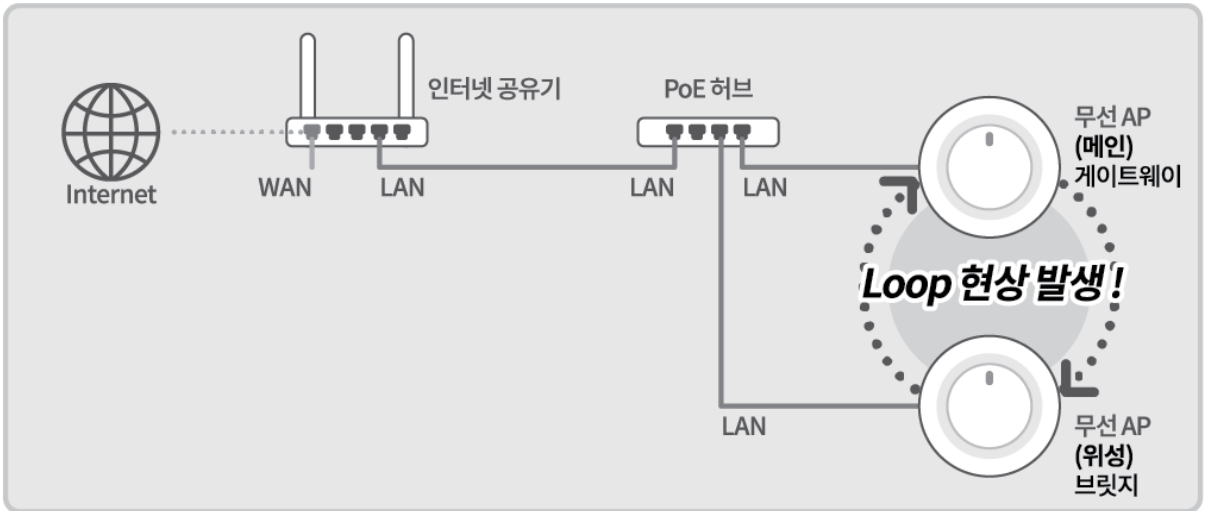 인터넷 공유기
PoE 허브
무선 AP
(메인)
게이트웨이
Internet
WAN
LAN
LAN
LAN
Loop 현상 발생 !
LAN
무선 AP
(위성)
브릿지